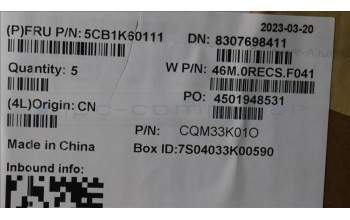 2023-03-20
(P)FRU P/N: 5CB1K60111
DN: 8307698411
Quantity: 5
W P/N: 46M.0RECS.F041
(4L)Origin: CN
PO: 4501948531
P/N: CQM33K01O
Made in China
Box ID:7S04033K00590
Inbound info: